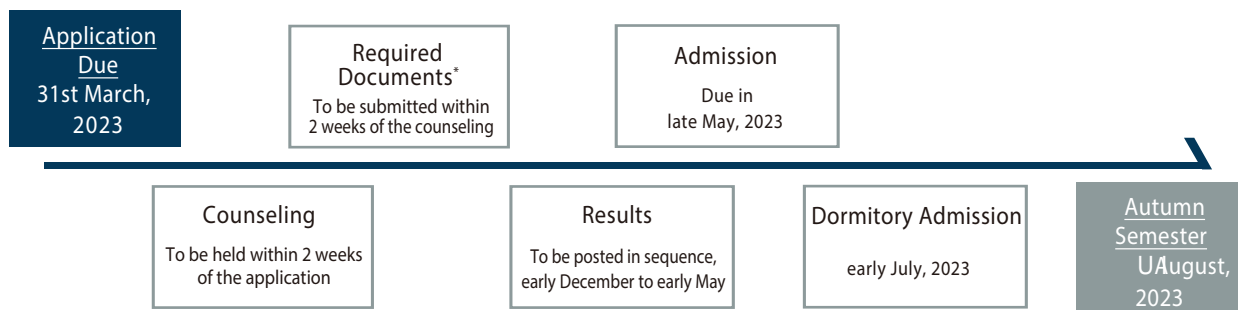 Application
Due
31st March,
2023
Counseling
To be held within 2 weeks
of the application
Required
Documents*
To be submitted within
2 weeks of the counseling
Results
To be posted in sequence,
early December to early May
Admission
Due in
late May, 2023
Dormitory Admission
early July, 2023
Autumn
Semester
August,
2023